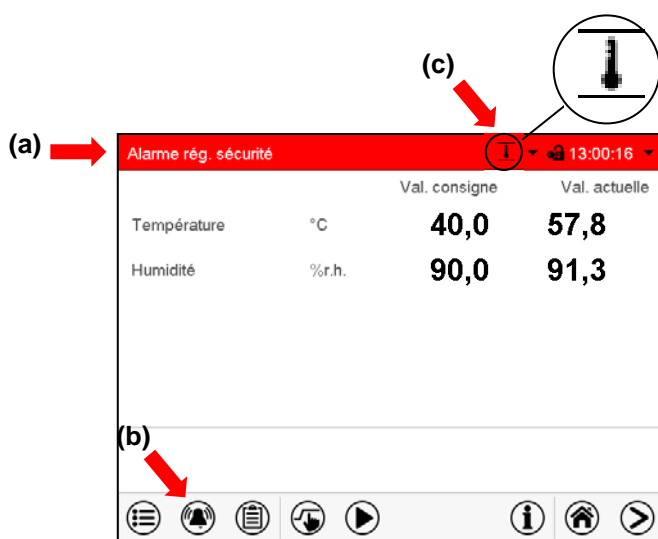 (c)
(a)
Alarme rég. sécurité 13:00:16
Val. consigne Val. actuelle
Température °C 40,0 57,8
Humidité %r.h. 90,0 91,3
(b)